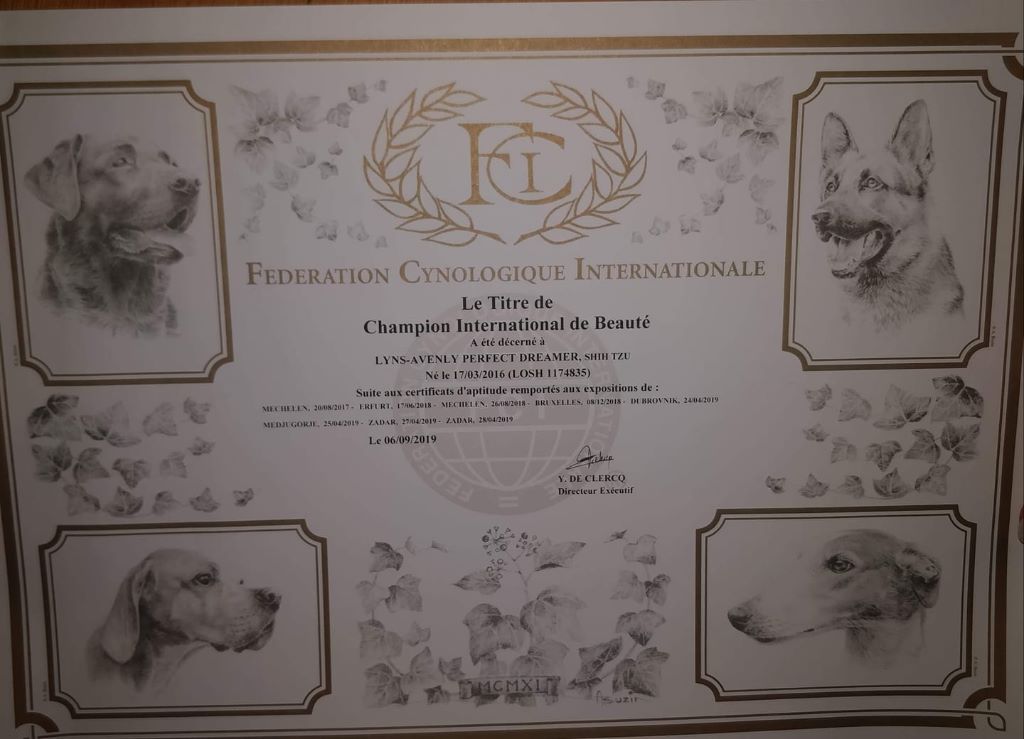 FCI
FEDERATION CYNOLOGIQUE INTERNATIONALE
Le Titre de
Champion International de Beauté
A été décerné à
LYNS-AVENLY PERFECT DREAMER, SHIH TZU
Né le 17/03/2016 (LOSH 1174835)
Suite aux certificats d'aptitude remportés aux expositions de :
MECHELEN, 20/08/2017 - ERFURT, 17/06/2018 - MECHELEN, 26/08/2018 - BRUXELLES, 08/12/2018 - DUBROVNIK, 24/04/2019
MEDJUGORJE, 25/04/2019 - ZADAR, 27/04/2019 - ZADAR, 28/04/2019
Le 06/09/2019
Y. DE CLERCQ
Directeur Exécutif
MCMXI